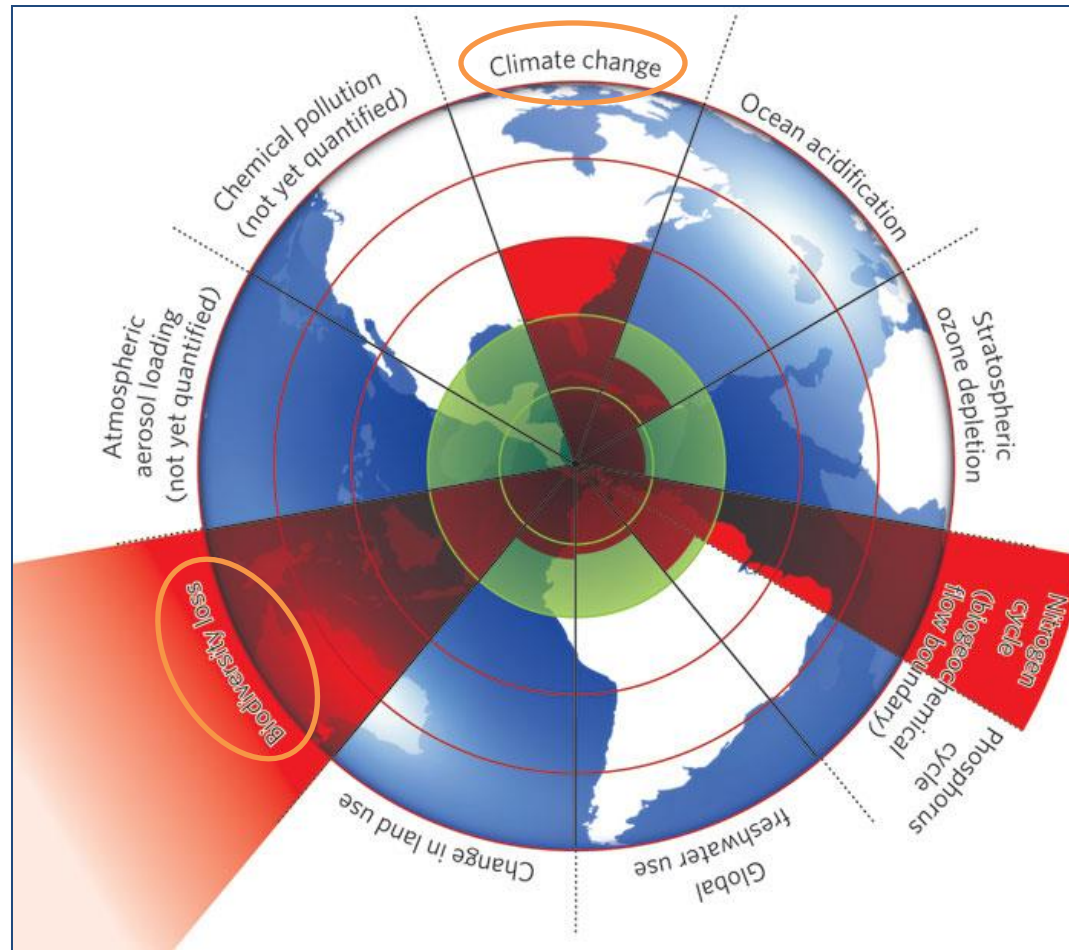 Climate change
Ocean acidification
Stratospheric
ozone depletion
Nitrogen
cycle
(biogeochemical
flow boundary)
Phosphorus
cycle
Global
freshwater use
Change in land use
Biodiversity loss
Atmospheric
aerosol loading
(not yet quantified)
Chemical pollution
(not yet quantified)